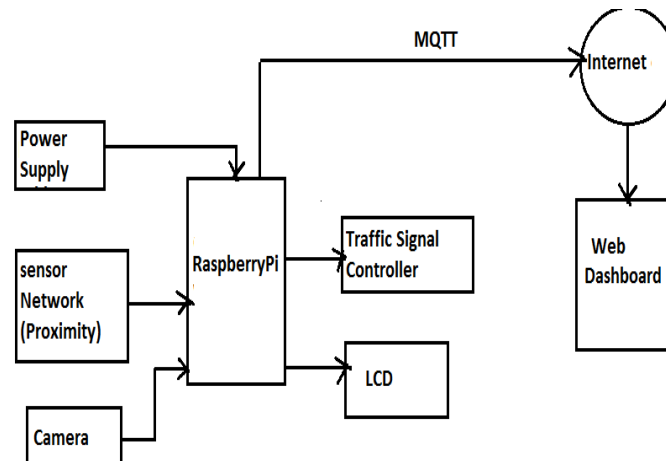 MQTT
Internet
Power
Supply
RaspberryPi
Traffic Signal
Controller
Web
Dashboard
sensor
Network
(Proximity)
LCD
Camera